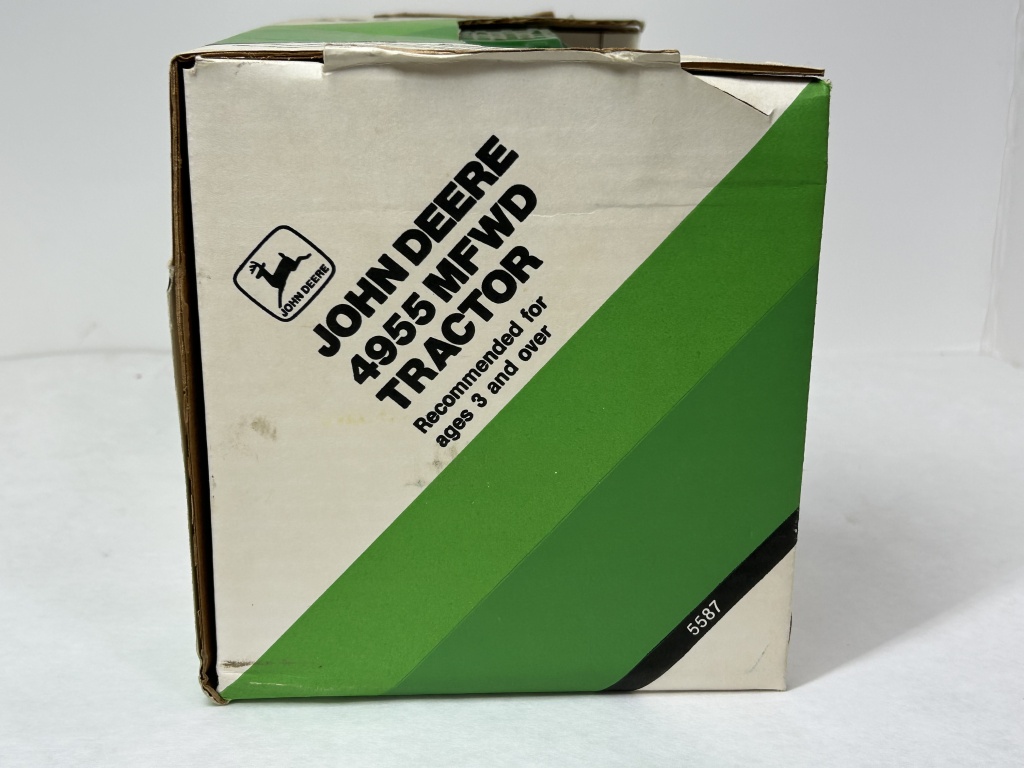 JOHN DEERE
JOHN DEERE
4955 MFWD
TRACTOR
Recommended for
ages 3 and over
5587